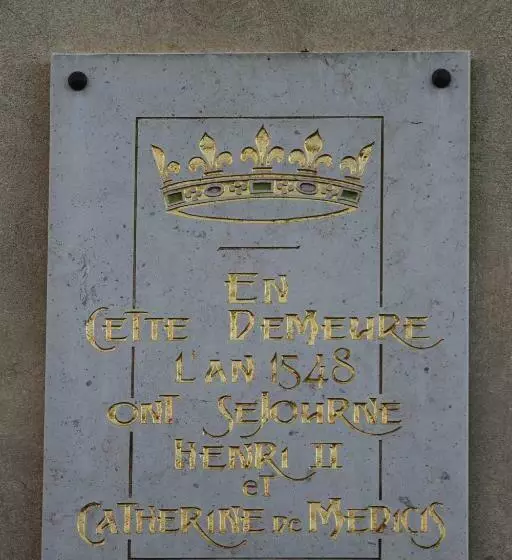 En
Cette Demeure
L'an 1548
ont sejourne
Henri II
et
Catherine de Medicis